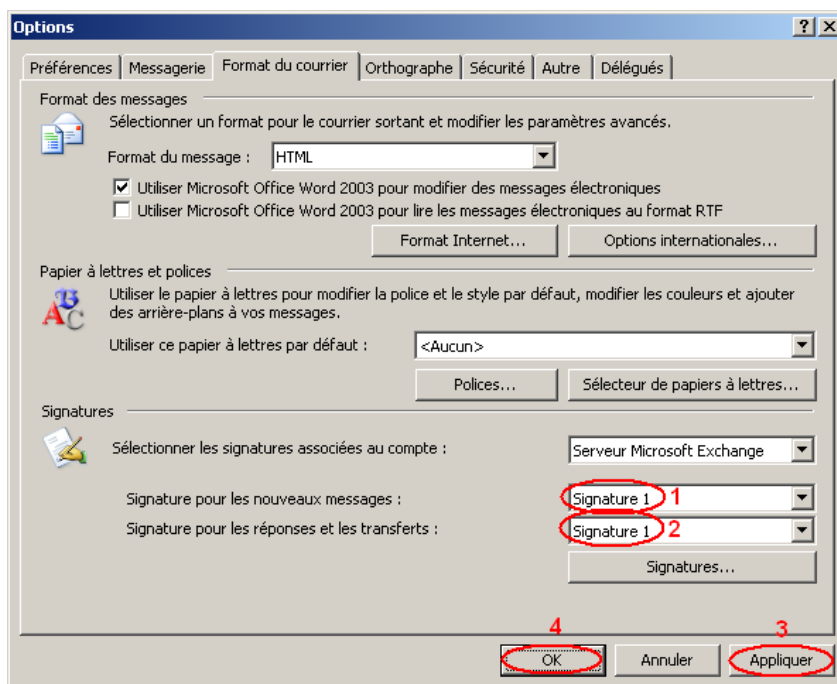 Options
Préférences Messagerie Format du courrier Orthographe Sécurité Autre Délégués
Format des messages
Sélectionner un format pour le courrier sortant et modifier les paramètres avancés.
Format du message : HTML
Utiliser Microsoft Office Word 2003 pour modifier des messages électroniques
Utiliser Microsoft Office Word 2003 pour lire les messages électroniques au format RTF
Format Internet... Options internationales...
Papier à lettres et polices
Utiliser le papier à lettres pour modifier la police et le style par défaut, modifier les couleurs et ajouter
des arrière-plans à vos messages.
Utiliser ce papier à lettres par défaut : <Aucun>
Polices... Sélecteur de papiers à lettres...
Signatures
Sélectionner les signatures associées au compte : Serveur Microsoft Exchange
Signature pour les nouveaux messages : Signature 1 1
Signature pour les réponses et les transferts : Signature 1 2
Signatures...
4 3
OK Annuler Appliquer